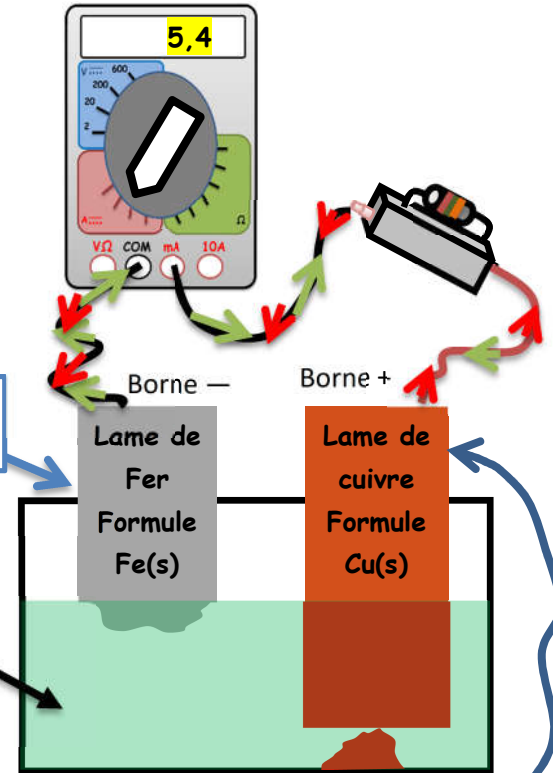 5,4
V
600
200
20
2
A
Ω
VΩ COM mA 10A
Borne –
Borne +
Lame de
Fer
Formule
Fe(s)
Lame de
cuivre
Formule
Cu(s)